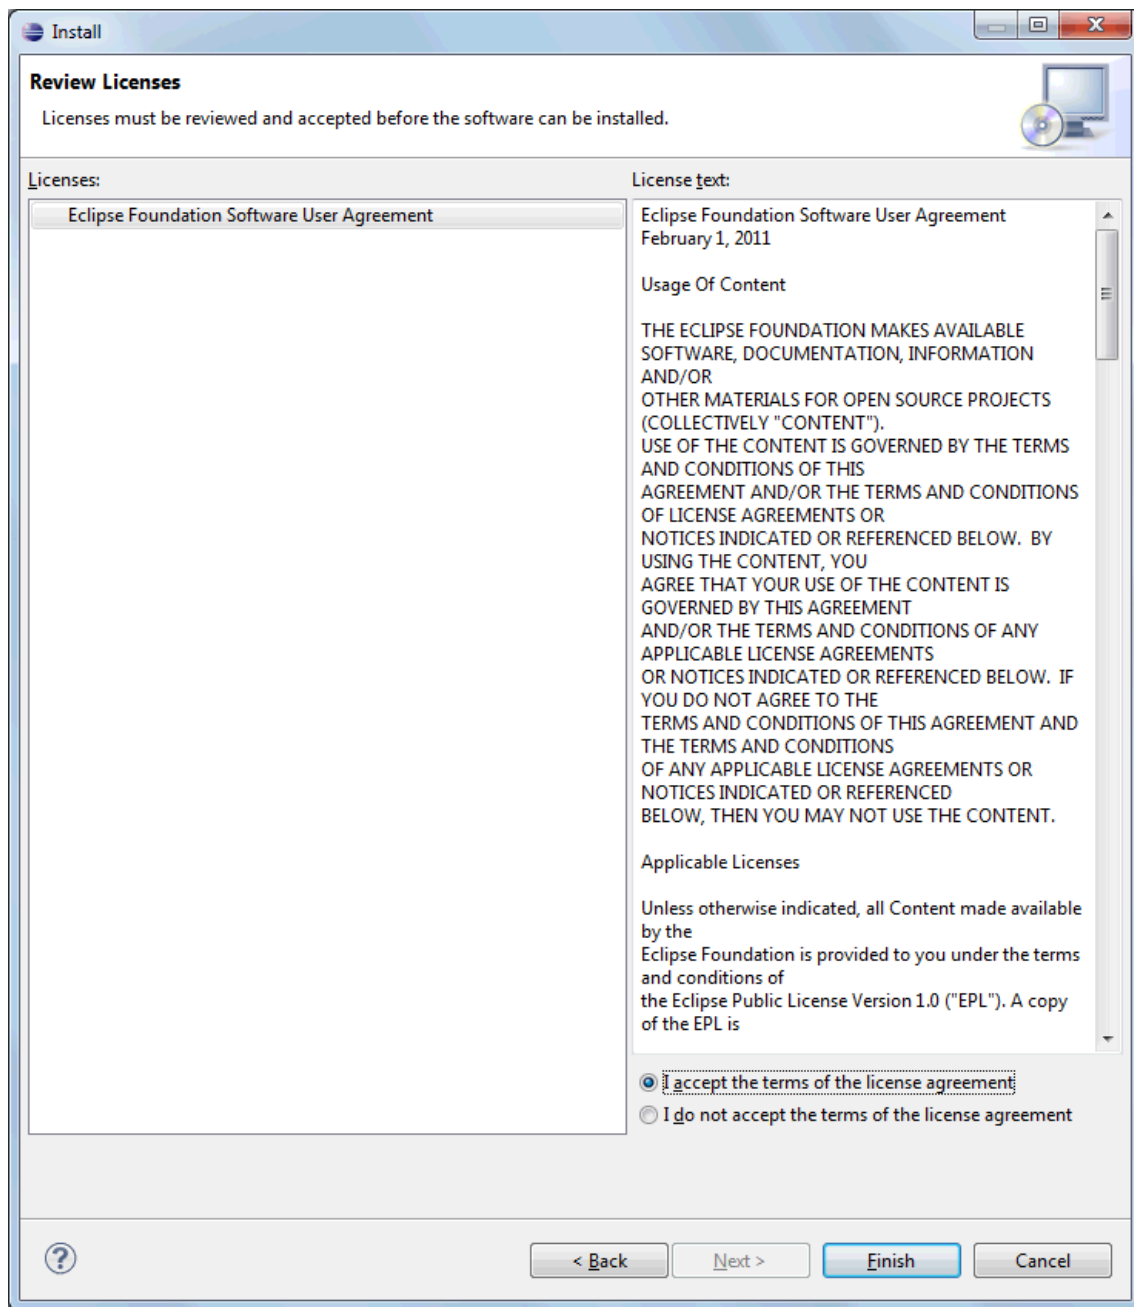 Install
Review Licenses
Licenses must be reviewed and accepted before the software can be installed.
Licenses:
Eclipse Foundation Software User Agreement
License text:
Eclipse Foundation Software User Agreement
February 1, 2011
Usage Of Content
THE ECLIPSE FOUNDATION MAKES AVAILABLE
SOFTWARE, DOCUMENTATION, INFORMATION
AND/OR
OTHER MATERIALS FOR OPEN SOURCE PROJECTS
(COLLECTIVELY "CONTENT").
USE OF THE CONTENT IS GOVERNED BY THE TERMS
AND CONDITIONS OF THIS
AGREEMENT AND/OR THE TERMS AND CONDITIONS
OF LICENSE AGREEMENTS OR
NOTICES INDICATED OR REFERENCED BELOW.  BY
USING THE CONTENT, YOU
AGREE THAT YOUR USE OF THE CONTENT IS
GOVERNED BY THIS AGREEMENT
AND/OR THE TERMS AND CONDITIONS OF ANY
APPLICABLE LICENSE AGREEMENTS
OR NOTICES INDICATED OR REFERENCED BELOW.  IF
YOU DO NOT AGREE TO THE
TERMS AND CONDITIONS OF THIS AGREEMENT AND
THE TERMS AND CONDITIONS
OF ANY APPLICABLE LICENSE AGREEMENTS OR
NOTICES INDICATED OR REFERENCED
BELOW, THEN YOU MAY NOT USE THE CONTENT.
Applicable Licenses
Unless otherwise indicated, all Content made available
by the
Eclipse Foundation is provided to you under the terms
and conditions of
the Eclipse Public License Version 1.0 ("EPL"). A copy
of the EPL is
I accept the terms of the license agreement
I do not accept the terms of the license agreement
?
< Back
Next >
Finish
Cancel